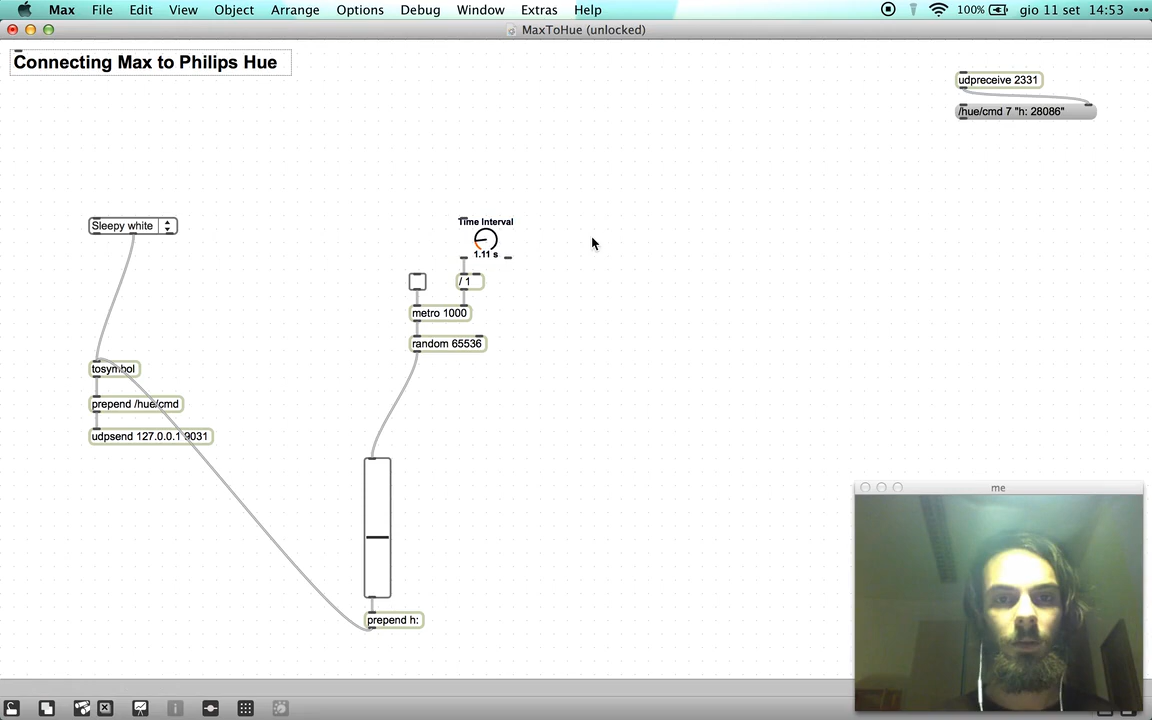 Max File Edit View Object Arrange Options Debug Window Extras Help 100% gio 11 set 14:53
MaxToHue (unlocked)
Connecting Max to Philips Hue
udpreceive 2331
/hue/cmd 7 "h: 28086"
Sleepy white
Time Interval
1.11 s
/ 1
metro 1000
random 65536
tosymbol
prepend /hue/cmd
udpsend 127.0.0.1 9031
me
prepend h: